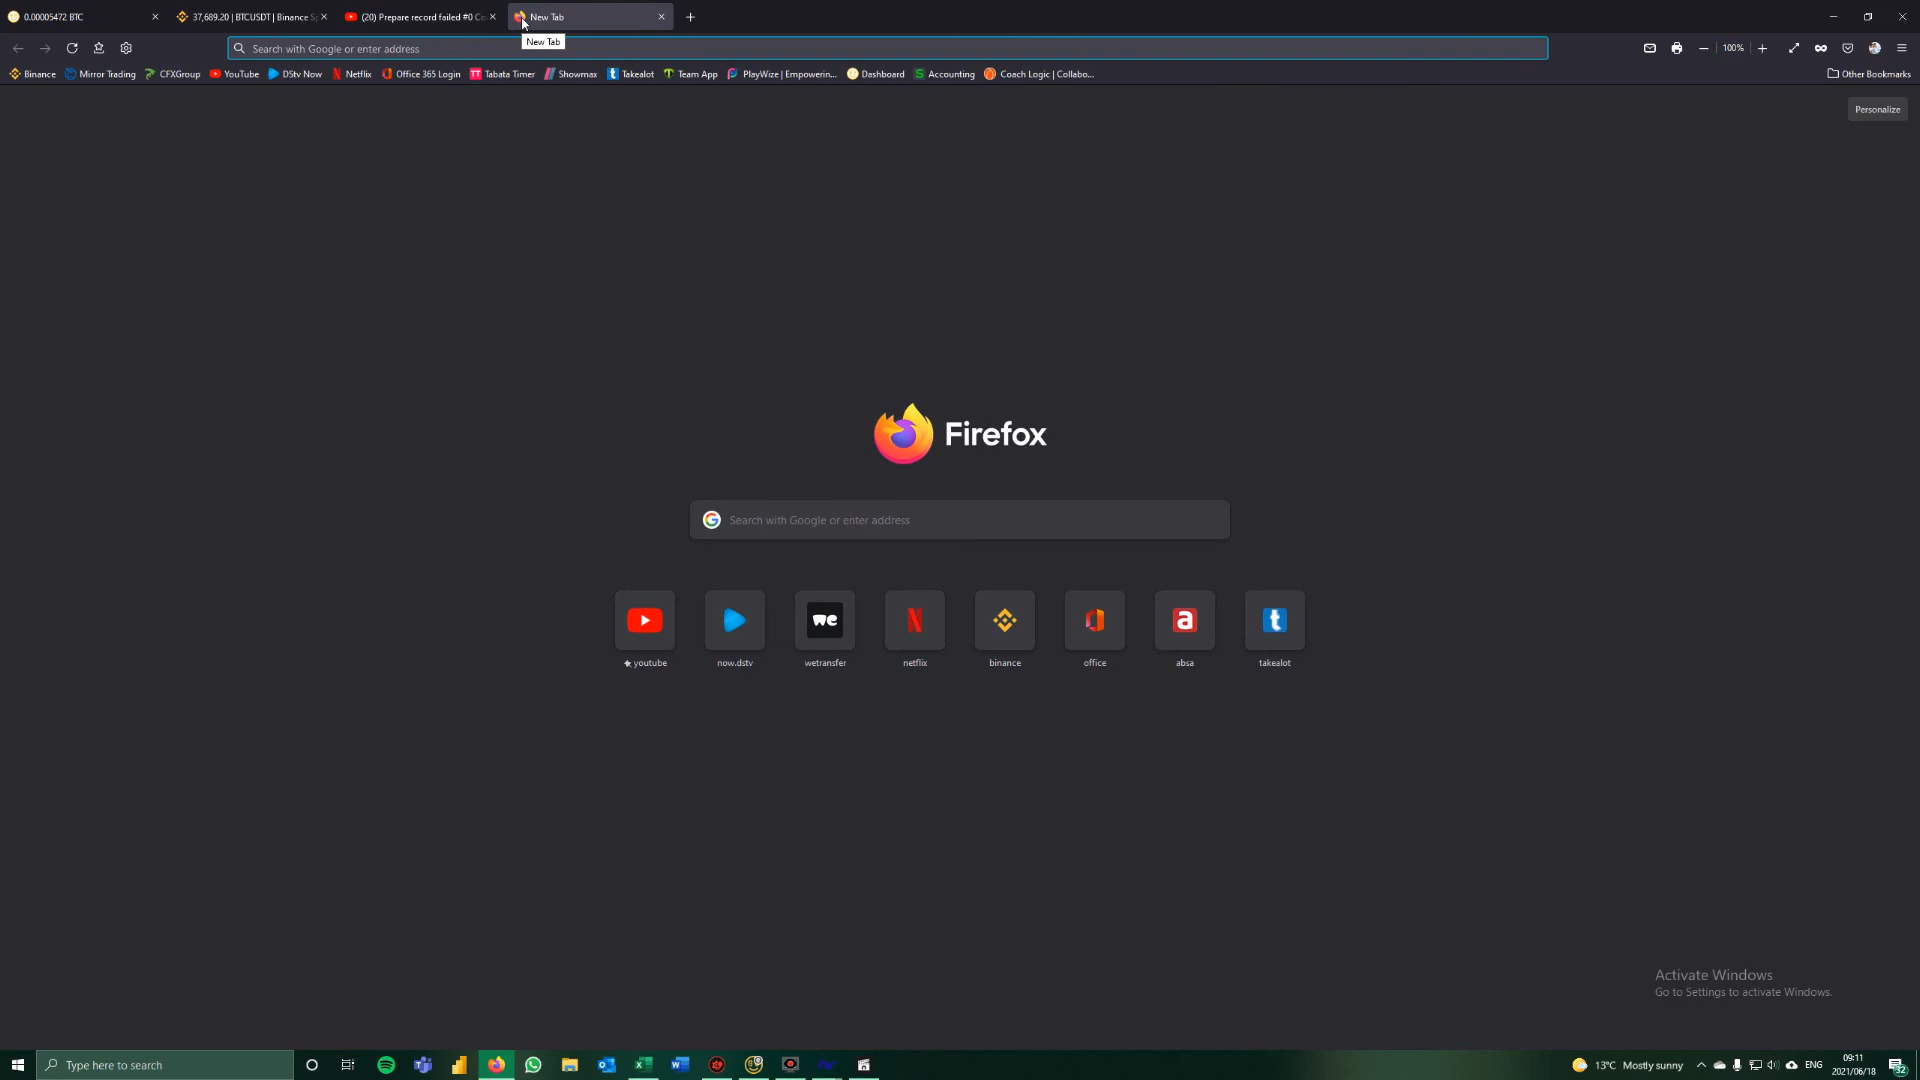 0.00005472 BTC
37,689.20 | BTCUSDT | Binance Sp
(20) Prepare record failed #0 Co
New Tab
New Tab
Search with Google or enter address
100%
Binance Mirror Trading CFXGroup YouTube DStv Now Netflix Office 365 Login Tabata Timer Showmax Takealot Team App PlayWize | Empowerin... Dashboard Accounting Coach Logic | Collabo... Other Bookmarks
Personalize
Firefox
Search with Google or enter address
youtube now.dstv wetransfer netflix binance office absa takealot
Activate Windows
Go to Settings to activate Windows.
Type here to search
13°C Mostly sunny ENG
09:11
2021/06/18
32